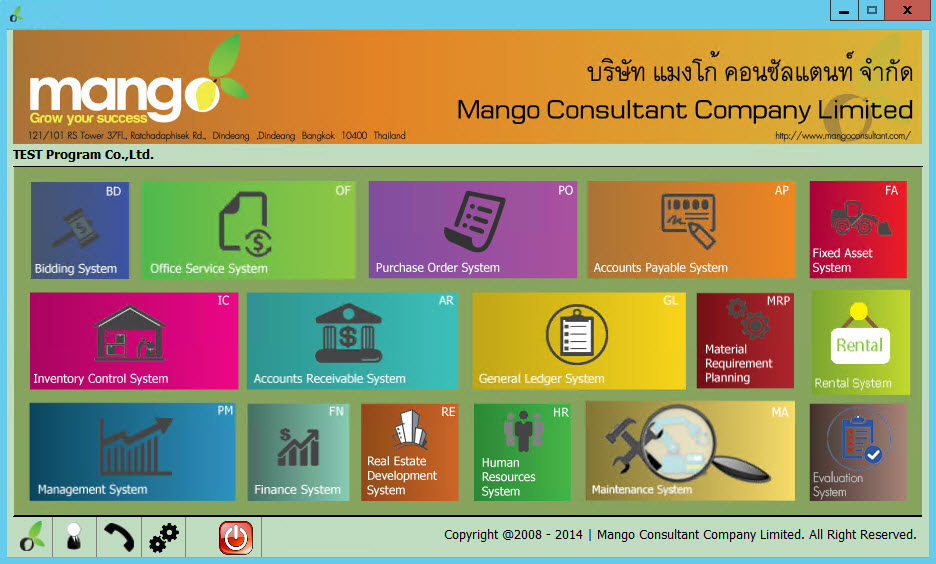 X
บริษัท แมงโก้ คอนซัลแตนท์ จำกัด
mango
Grow your success
Mango Consultant Company Limited
121/101 RS Tower 37Fl., Ratchadaphisek Rd., Dindeang ,Dindeang Bangkok 10400 Thailand
http://www.mangoconsultant.com/
TEST Program Co.,Ltd.
BD
Bidding System
OF
Office Service System
PO
Purchase Order System
AP
Accounts Payable System
FA
Fixed Asset
System
IC
Inventory Control System
AR
Accounts Receivable System
GL
General Ledger System
MRP
Material
Requirement
Planning
Rental
Rental System
PM
Management System
FN
Finance System
RE
Real Estate
Development
System
HR
Human
Resources
System
MA
Maintenance System
Evaluation
System
Copyright @2008 - 2014 | Mango Consultant Company Limited. All Right Reserved.